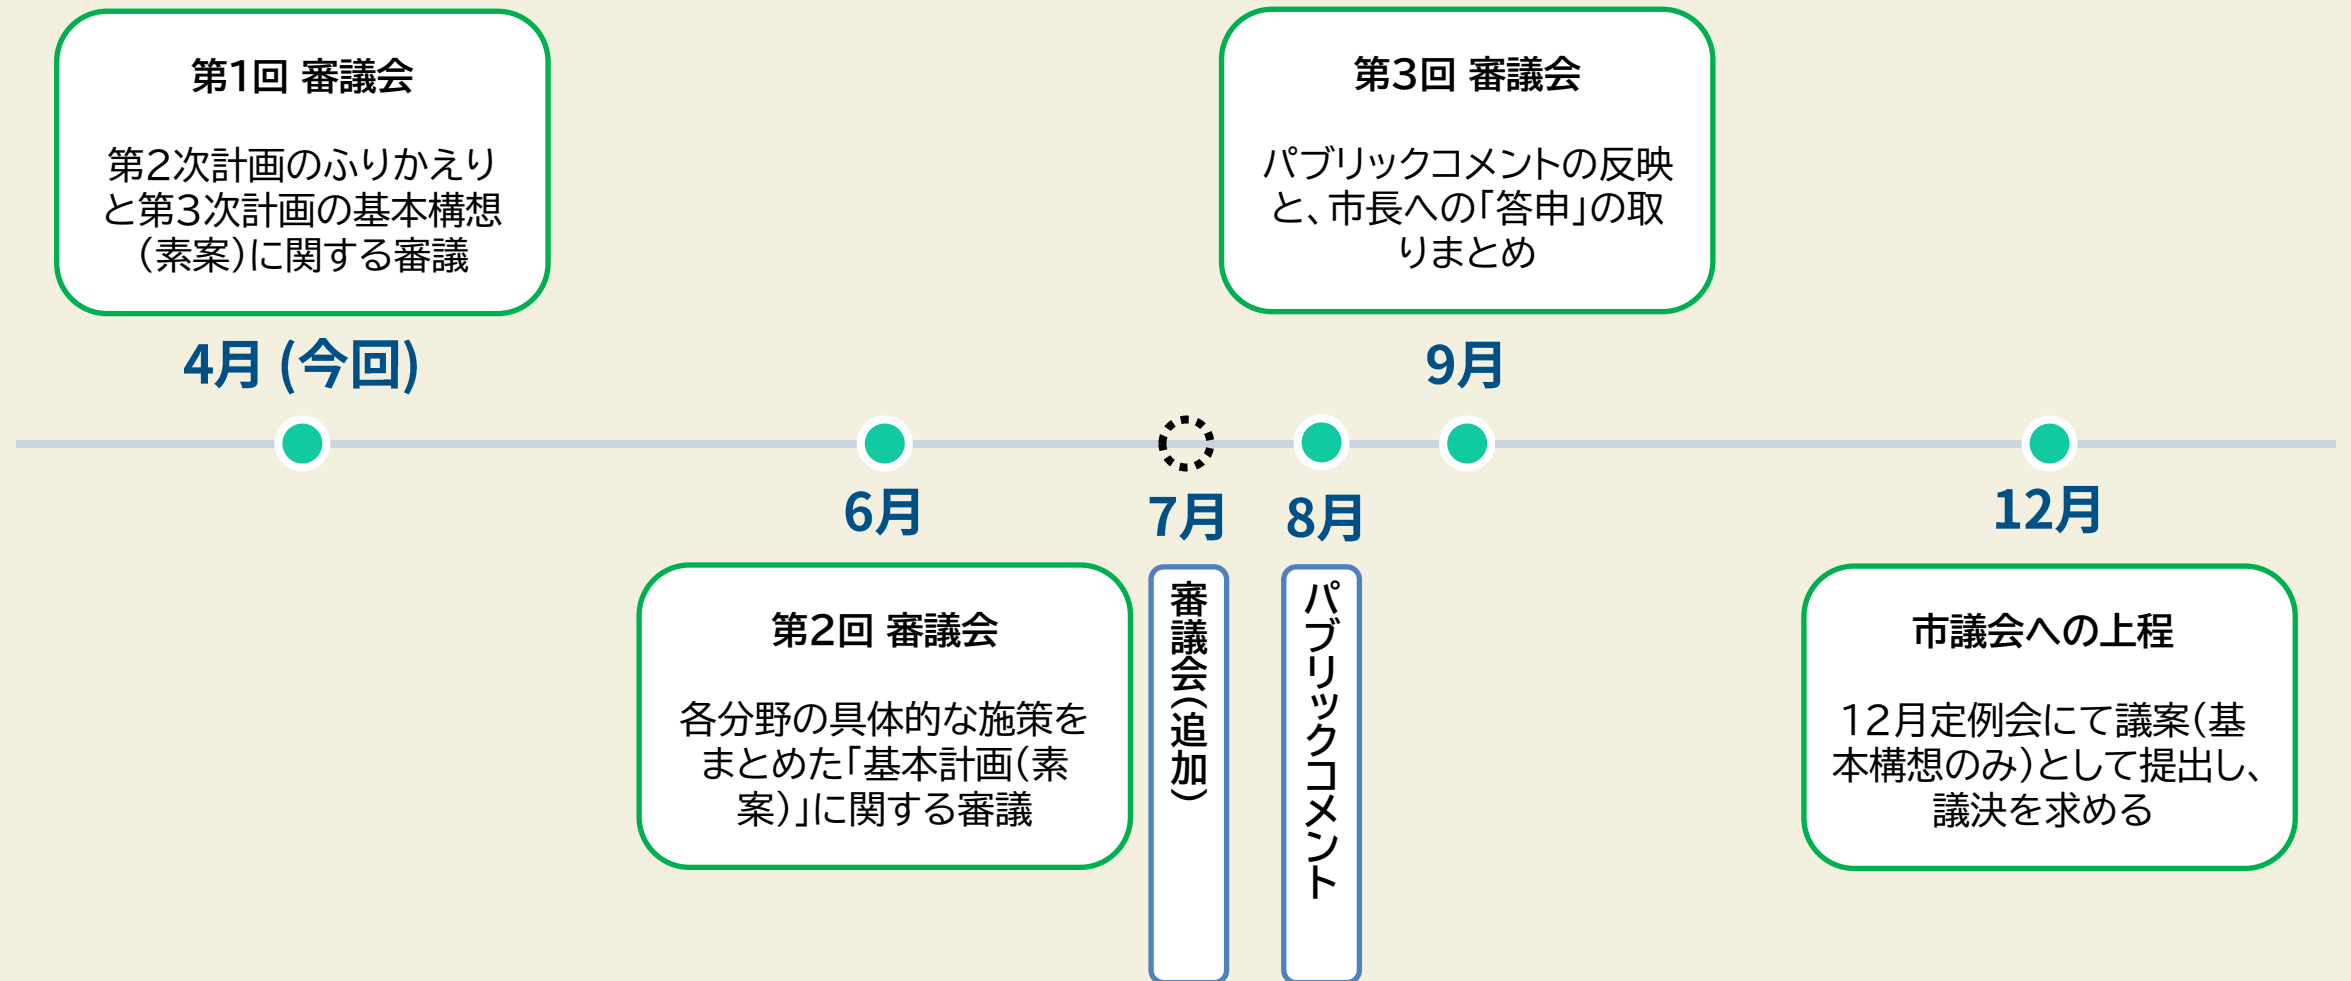 第1回 審議会
第2次計画のふりかえり
と第3次計画の基本構想
(素案)に関する審議
4月 (今回)
6月
第2回 審議会
各分野の具体的な施策を
まとめた「基本計画(素
案)」に関する審議
7月
審議会(追加)
8月
パブリックコメント
第3回 審議会
パブリックコメントの反映
と、市長への「答申」の取
りまとめ
9月
12月
市議会への上程
12月定例会にて議案(基
本構想のみ)として提出し、
議決を求める